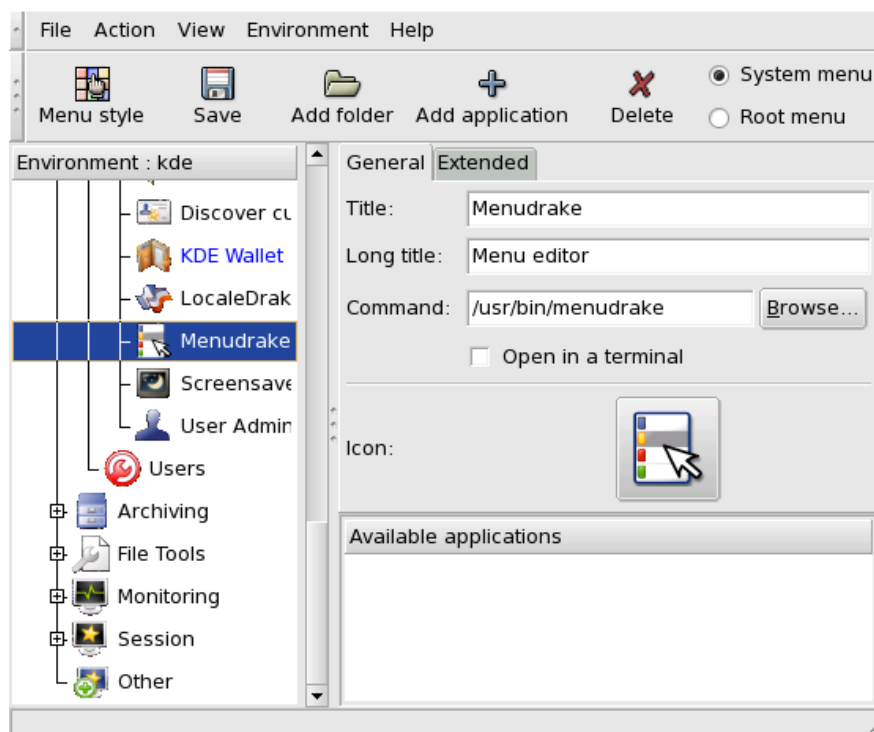 File Action View Environment Help
Menu style Save Add folder Add application Delete System menu
Root menu
Environment : kde
Discover cu
KDE Wallet
LocaleDrak
Menudrake
Screensave
User Admin
Users
Archiving
File Tools
Monitoring
Session
Other
General Extended
Title: Menudrake
Long title: Menu editor
Command: /usr/bin/menudrake Browse...
Open in a terminal
Icon:
Available applications